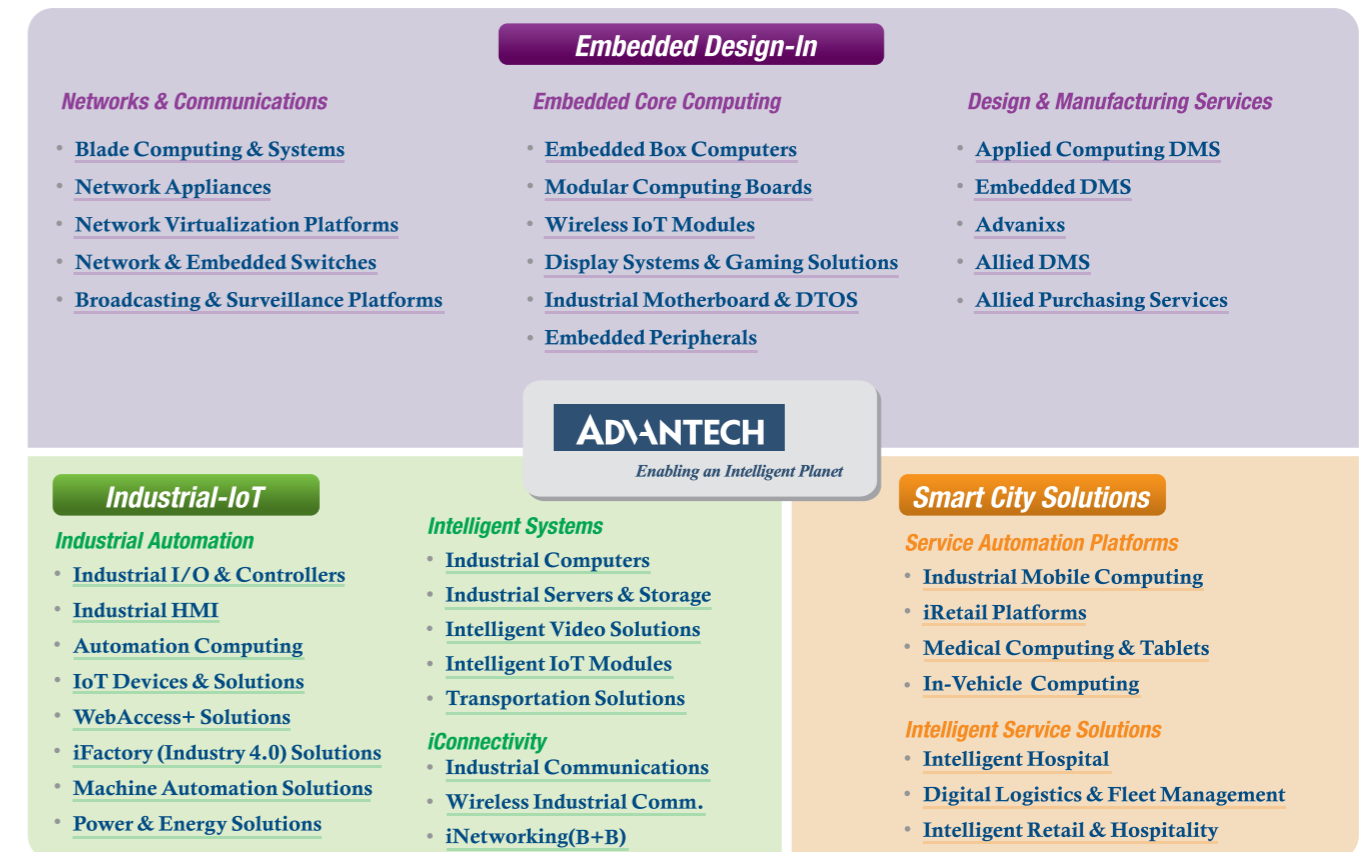 Embedded Design-In
Networks & Communications
• Blade Computing & Systems
• Network Appliances
• Network Virtualization Platforms
• Network & Embedded Switches
• Broadcasting & Surveillance Platforms
Embedded Core Computing
• Embedded Box Computers
• Modular Computing Boards
• Wireless IoT Modules
• Display Systems & Gaming Solutions
• Industrial Motherboard & DTOS
• Embedded Peripherals
Design & Manufacturing Services
• Applied Computing DMS
• Embedded DMS
• Advanixs
• Allied DMS
• Allied Purchasing Services
ADVANTECH
Enabling an Intelligent Planet
Industrial-IoT
Industrial Automation
• Industrial I/O & Controllers
• Industrial HMI
• Automation Computing
• IoT Devices & Solutions
• WebAccess+ Solutions
• iFactory (Industry 4.0) Solutions
• Machine Automation Solutions
• Power & Energy Solutions
Intelligent Systems
• Industrial Computers
• Industrial Servers & Storage
• Intelligent Video Solutions
• Intelligent IoT Modules
• Transportation Solutions
iConnectivity
• Industrial Communications
• Wireless Industrial Comm.
• iNetworking(B+B)
Smart City Solutions
Service Automation Platforms
• Industrial Mobile Computing
• iRetail Platforms
• Medical Computing & Tablets
• In-Vehicle Computing
Intelligent Service Solutions
• Intelligent Hospital
• Digital Logistics & Fleet Management
• Intelligent Retail & Hospitality